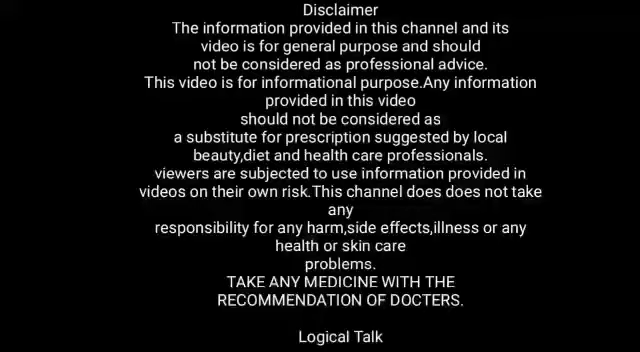 Disclaimer
The information provided in this channel and its
video is for general purpose and should
not be considered as professional advice.
This video is for informational purpose.Any information
provided in this video
should not be considered as
a substitute for prescription suggested by local
beauty,diet and health care professionals.
viewers are subjected to use information provided in
videos on their own risk.This channel does does not take
any
responsibility for any harm,side effects,illness or any
health or skin care
problems.
TAKE ANY MEDICINE WITH THE
RECOMMENDATION OF DOCTERS.
Logical Talk